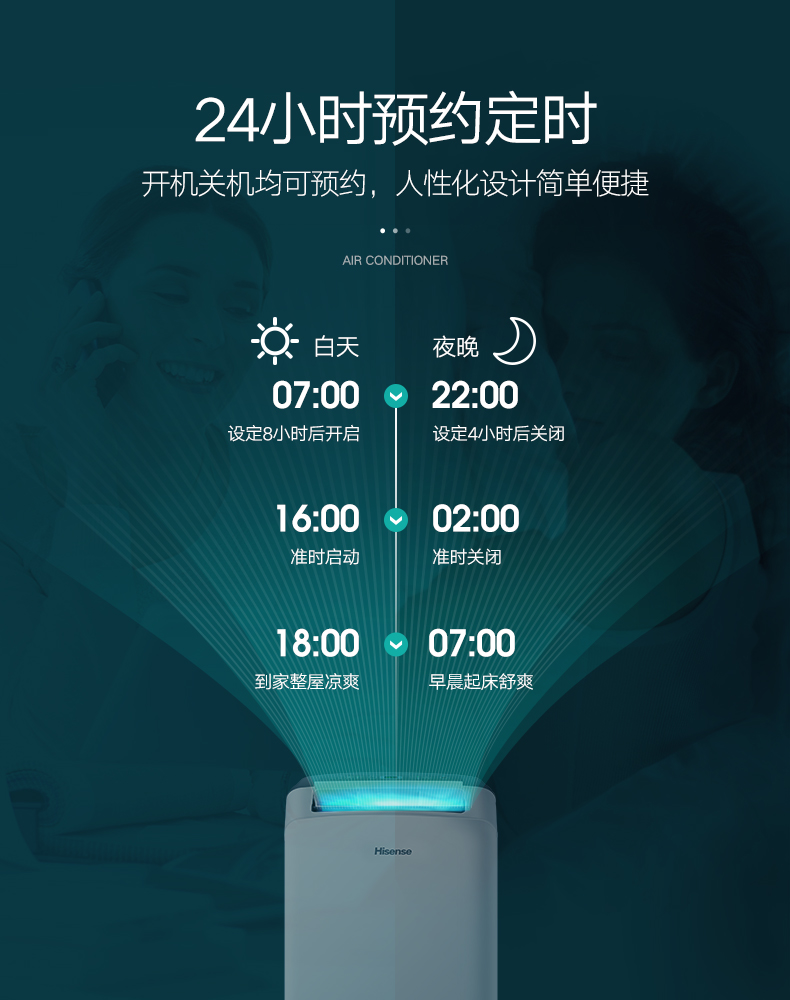 24小时预约定时
开机关机均可预约，人性化设计简单便捷
AIR CONDITIONER
白天
07:00
设定8小时后开启
16:00
准时启动
18:00
到家整屋凉爽
夜晚
22:00
设定4小时后关闭
02:00
准时关闭
07:00
早晨起床舒爽
Hisense